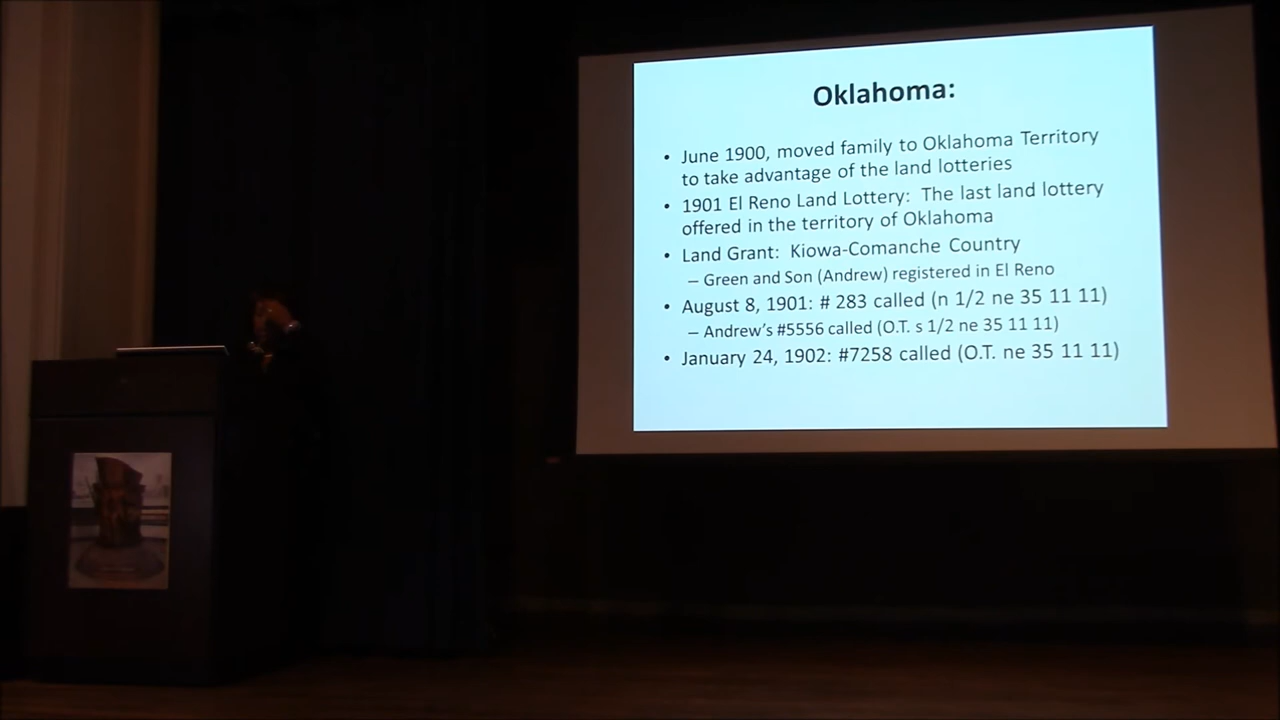 Oklahoma:
• June 1900, moved family to Oklahoma Territory
to take advantage of the land lotteries
• 1901 El Reno Land Lottery: The last land lottery
offered in the territory of Oklahoma
• Land Grant: Kiowa-Comanche Country
– Green and Son (Andrew) registered in El Reno
• August 8, 1901: # 283 called (n 1/2 ne 35 11 11)
– Andrew's #5556 called (O.T. s 1/2 ne 35 11 11)
• January 24, 1902: #7258 called (O.T. ne 35 11 11)